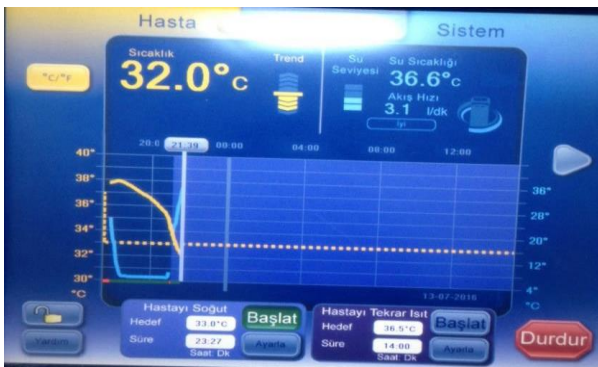 Hasta
Sistem
°C/°F
Sıcaklık
32.0°C
Trend
Su Seviyesi
Su Sıcaklığı
36.6°C
Akış Hızı
3.1 l/dk
İyi
21:39 00:00 04:00 08:00 12:00
40°
38°
36°
34°
32°
30°
°C
36°
28°
20°
12°
4°
°C
13-07-2016
Hastayı Soğut
Hedef 33.0°C Başlat
Süre 23:27 Ayarla
Saat: Dk
Hastayı Tekrar Isıt
Hedef 36.5°C Başlat
Süre 14:00 Ayarla
Saat: Dk
Yardım
Durdur